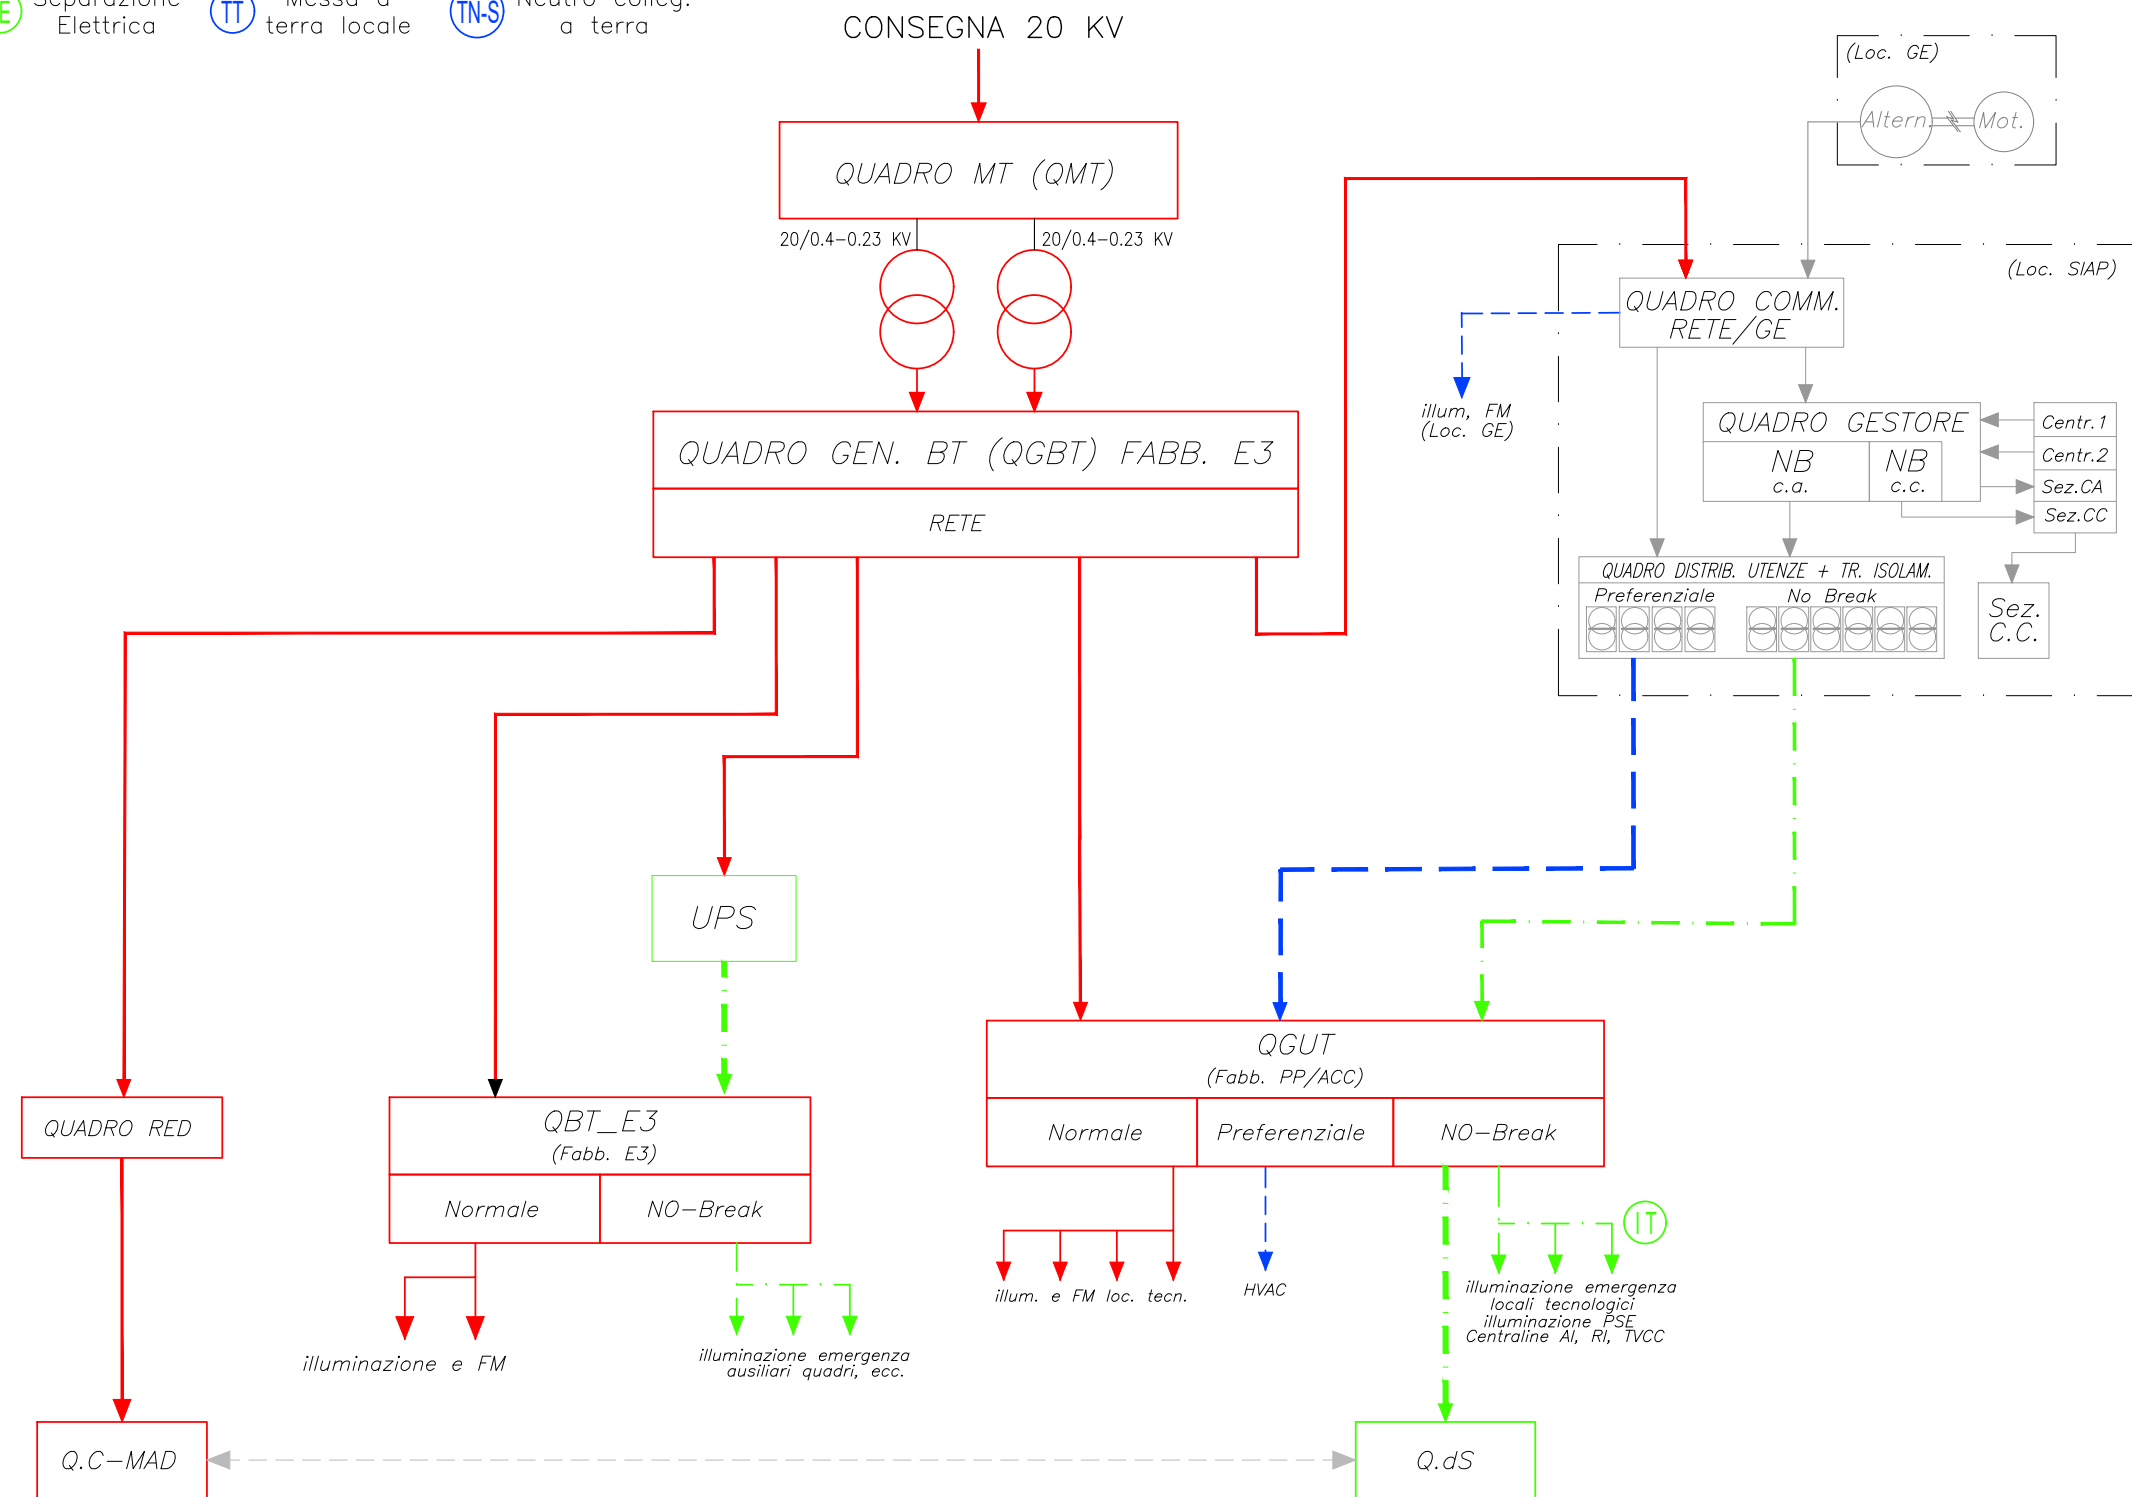 Separazione
Elettrica
TT
Messa a
terra locale
TN-S
Neutro colleg.
a terra
CONSEGNA 20 KV
(Loc. GE)
Altern.
Mot.
QUADRO MT (QMT)
20/0.4-0.23 KV
20/0.4-0.23 KV
(Loc. SIAP)
QUADRO COMM.
RETE/GE
illum, FM
(Loc. GE)
QUADRO GESTORE
NB
c.a.
NB
c.c.
Centr.1
Centr.2
Sez.CA
Sez.CC
QUADRO GEN. BT (QGBT) FABB. E3
RETE
QUADRO DISTRIB. UTENZE + TR. ISOLAM.
Preferenziale
No Break
Sez.
C.C.
UPS
QGUT
(Fabb. PP/ACC)
Normale
Preferenziale
NO-Break
QUADRO RED
QBT_E3
(Fabb. E3)
Normale
NO-Break
IT
illum. e FM loc. tecn.
HVAC
illuminazione emergenza
locali tecnologici
illuminazione PSE
Centraline AI, RI, TVCC
illuminazione e FM
illuminazione emergenza
ausiliari quadri, ecc.
Q.C-MAD
Q.dS